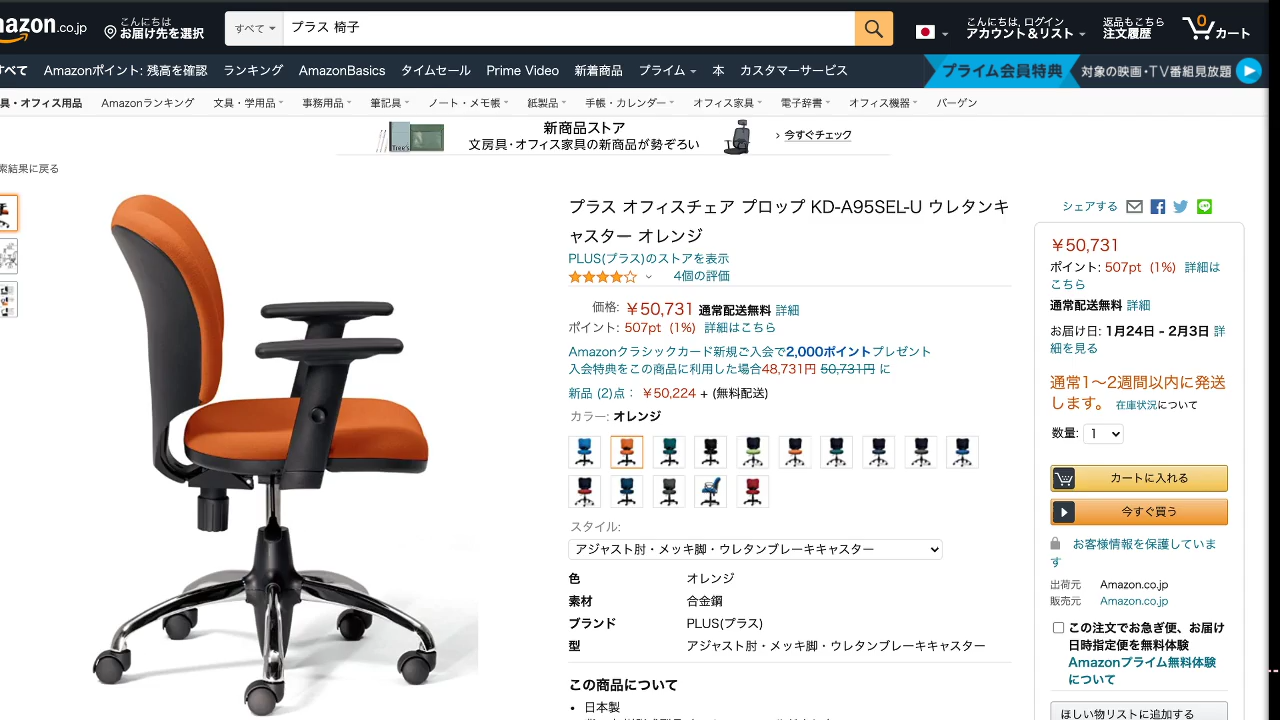 amazon.co.jp
こんにちは
お届け先を選択
すべて
プラス 椅子
こんにちは, ログイン
アカウント＆リスト
返品もこちら
注文履歴
0
カート
すべて
Amazonポイント: 残高を確認
ランキング
AmazonBasics
タイムセール
Prime Video
新着商品
プライム
本
カスタマーサービス
プライム会員特典
対象の映画・TV番組見放題
具・オフィス用品
Amazonランキング
文具・学用品
事務用品
筆記具
ノート・メモ帳
紙製品
手帳・カレンダー
オフィス家具
電子辞書
オフィス機器
バーゲン
新商品ストア
文房具・オフィス家具の新商品が勢ぞろい
› 今すぐチェック
索結果に戻る
プラス オフィスチェア プロップ KD-A95SEL-U ウレタンキ
ャスター オレンジ
PLUS(プラス)のストアを表示
4個の評価
価格: ￥50,731 通常配送無料 詳細
ポイント: 507pt (1%) 詳細はこちら
Amazonクラシックカード新規ご入会で2,000ポイントプレゼント
入会特典をこの商品に利用した場合48,731円 50,731円 に
新品 (2)点： ￥50,224 + (無料配送)
カラー: オレンジ
スタイル:
アジャスト肘・メッキ脚・ウレタンブレーキキャスター
色 オレンジ
素材 合金鋼
ブランド PLUS(プラス)
型 アジャスト肘・メッキ脚・ウレタンブレーキキャスター
この商品について
• 日本製
シェアする
￥50,731
ポイント: 507pt (1%) 詳細は
こちら
通常配送無料 詳細
お届け日: 1月24日 - 2月3日 詳
細を見る
通常1～2週間以内に発送
します。 在庫状況について
数量: 1
カートに入れる
今すぐ買う
お客様情報を保護していま
す
出荷元 Amazon.co.jp
販売元 Amazon.co.jp
この注文でお急ぎ便、お届け
日時指定便を無料体験
Amazonプライム無料体験
について
ほしい物リストに追加する